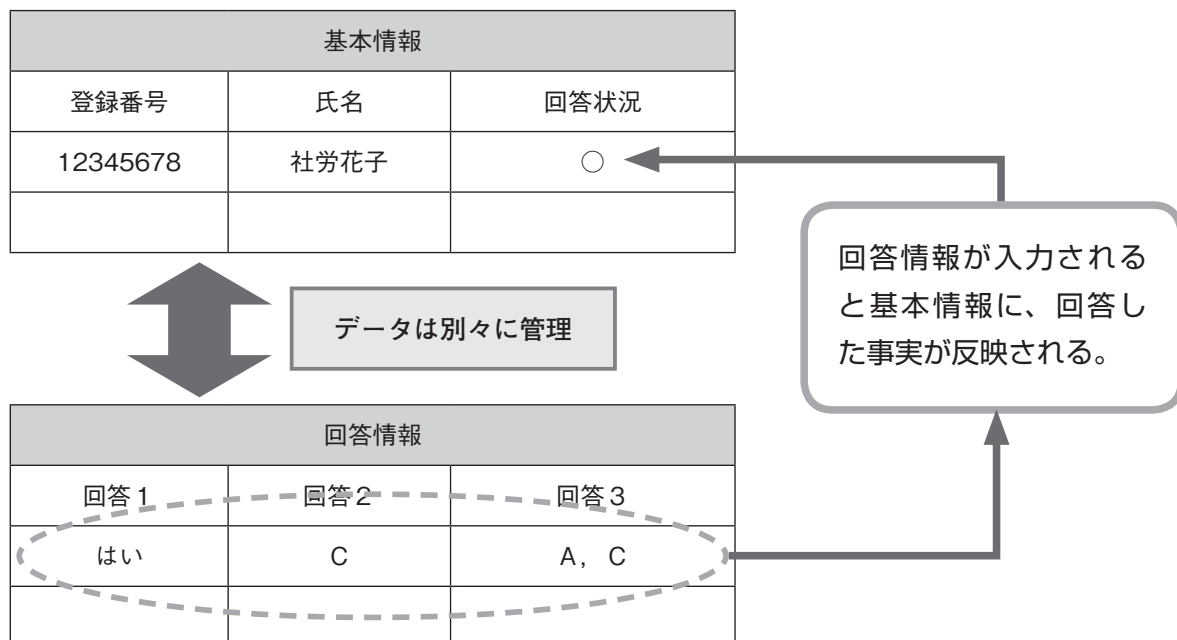 基本情報
登録番号 氏名 回答状況
12345678 社労花子 ○
回答情報が入力される
と基本情報に、回答し
た事実が反映される。
データは別々に管理
回答情報
回答1 回答2 回答3
はい C A, C